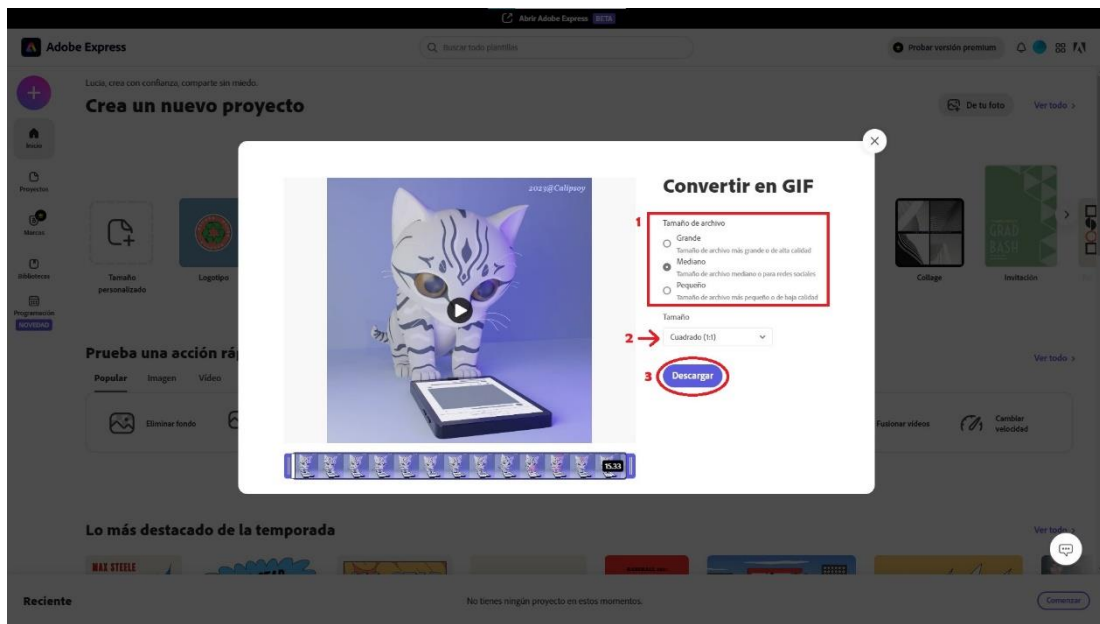 Abrir Adobe Express BETA
Adobe Express
Buscar todo plantillas
Probar versión premium
Lucía, crea con confianza, comparte sin miedo.
Crea un nuevo proyecto
De tu foto
Ver todo >
Inicio
Proyectos
Marcas
Bibliotecas
Programación
NOVEDAD
Tamaño
personalizado
Logotipo
Collage
GRAD
BASH
Invitación
2023@Calipsoy
Convertir en GIF
1
Tamaño de archivo
Grande
Tamaño de archivo más grande o de alta calidad
Mediano
Tamaño de archivo mediano o para redes sociales
Pequeño
Tamaño de archivo más pequeño o de baja calidad
Tamaño
2
Cuadrado (1:1)
3
Descargar
15.33
Prueba una acción rá
Ver todo >
Popular
Imagen
Vídeo
Eliminar fondo
Fusionar vídeos
Cambiar
velocidad
Lo más destacado de la temporada
Ver todo >
MAX STEELE
Reciente
No tienes ningún proyecto en estos momentos.
Comenzar